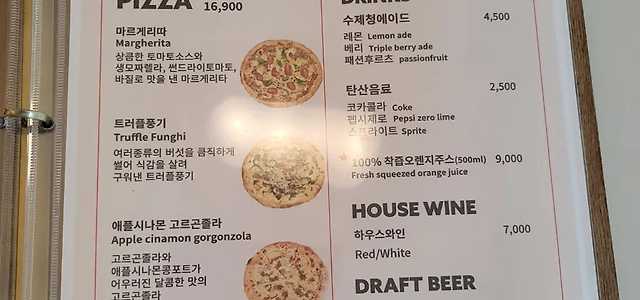 PIZZA 16,900
마르게리따
Margherita
상큼한 토마토소스와
생모짜렐라, 썬드라이토마토,
바질로 맛을 낸 마르게리타
트러플풍기
Truffle Funghi
여러종류의 버섯을 큼직하게
썰어 식감을 살려
구워낸 트러플풍기
애플시나몬 고르곤졸라
Apple cinamon gorgonzola
고르곤졸라와
애플시나몬콩포트가
어우러진 달콤한 맛의
고르곤졸라
DRINKS
수제청에이드 4,500
레몬 Lemon ade
베리 Triple berry ade
패션후르츠 passionfruit
탄산음료 2,500
코카콜라 Coke
펩시제로 Pepsi zero lime
스프라이트 Sprite
100% 착즙오렌지주스(500ml) 9,000
Fresh squeezed orange juice
HOUSE WINE
하우스와인 7,000
Red/White
DRAFT BEER